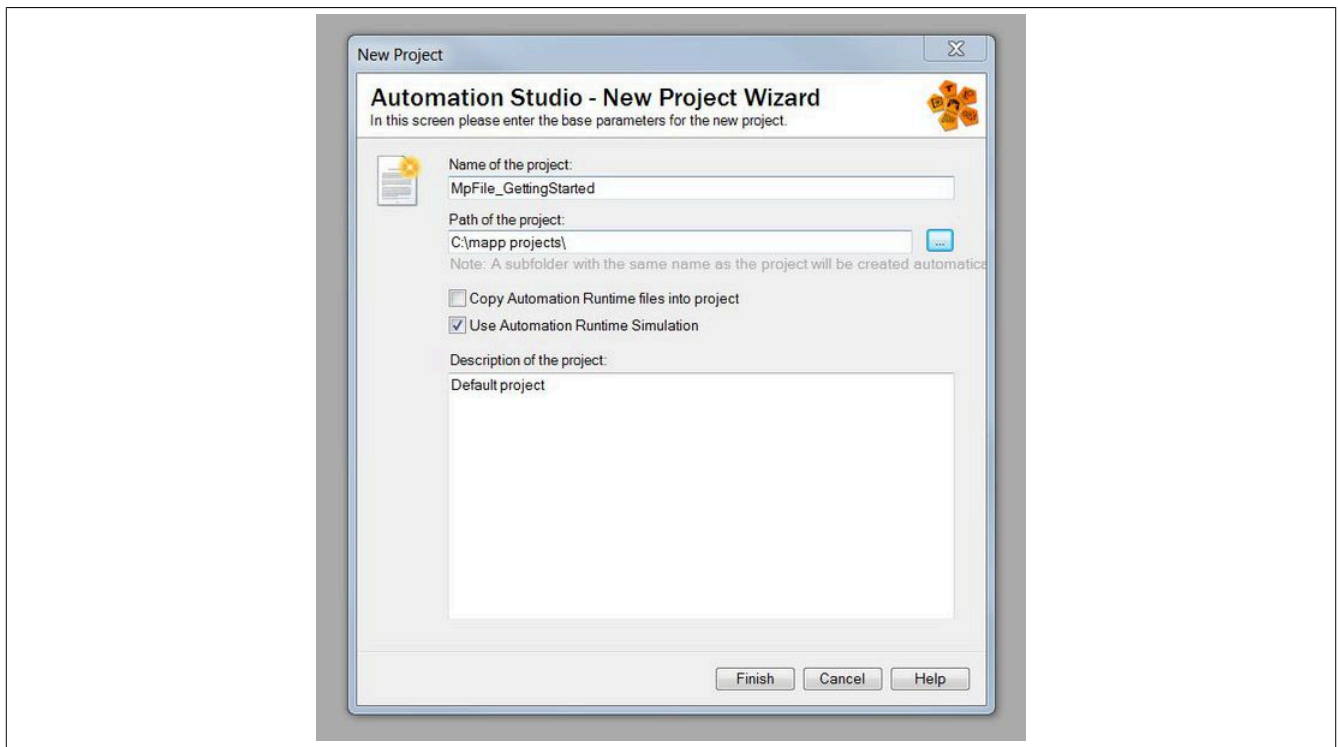 New Project
Automation Studio - New Project Wizard
In this screen please enter the base parameters for the new project.
Name of the project:
MpFile_GettingStarted
Path of the project:
C:\mapp projects\
...
Note: A subfolder with the same name as the project will be created automatica
Copy Automation Runtime files into project
Use Automation Runtime Simulation
Description of the project:
Default project
Finish
Cancel
Help